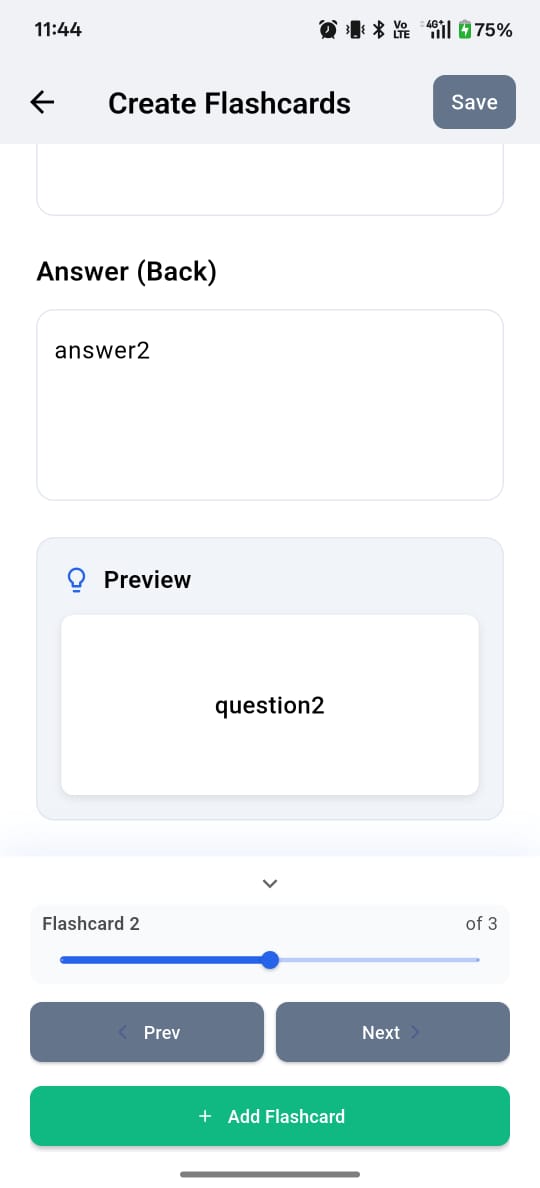 11:44
Vo LTE 4G+ 75%
Create Flashcards
Save
Answer (Back)
answer2
Preview
question2
Flashcard 2
of 3
Prev
Next
+ Add Flashcard